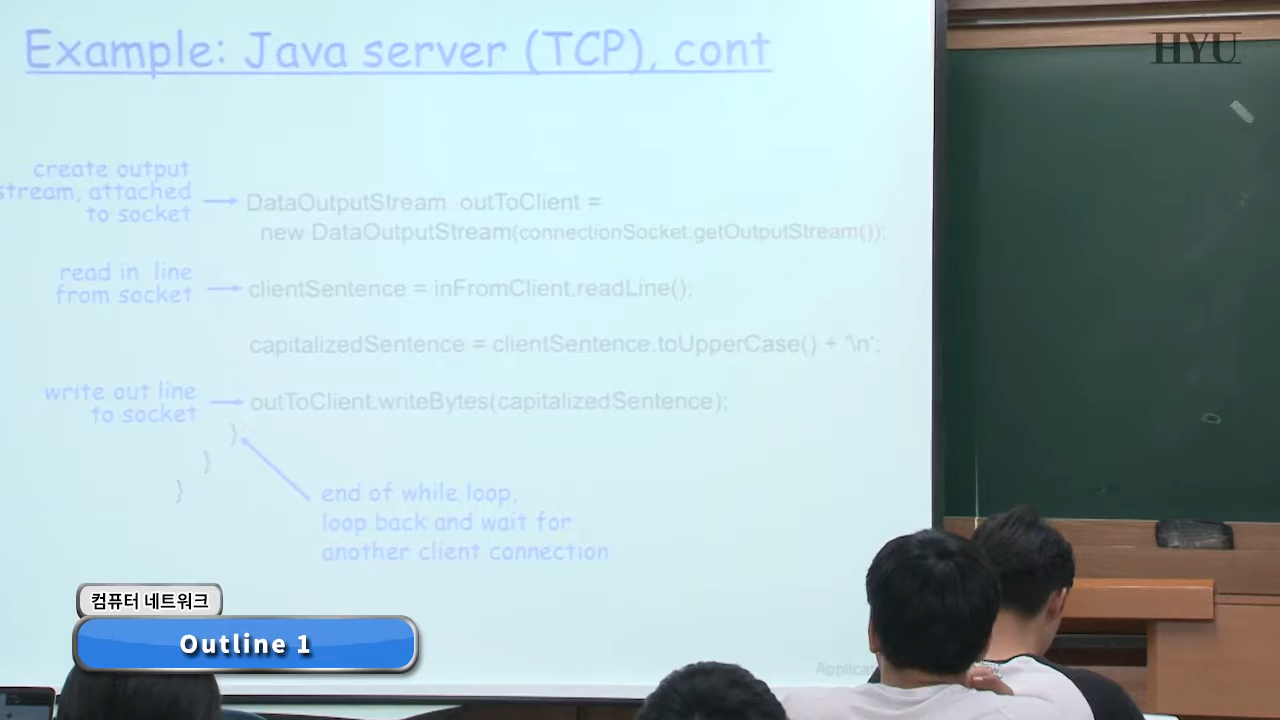 Example: Java server (TCP), cont
HYU
create output
stream, attached
to socket
DataOutputStream outToClient =
new DataOutputStream(connectionSocket.getOutputStream());
read in line
from socket
clientSentence = inFromClient.readLine();
capitalizedSentence = clientSentence.toUpperCase() + '\n';
write out line
to socket
outToClient.writeBytes(capitalizedSentence);
}
}
}
end of while loop,
loop back and wait for
another client connection
컴퓨터 네트워크
Outline 1